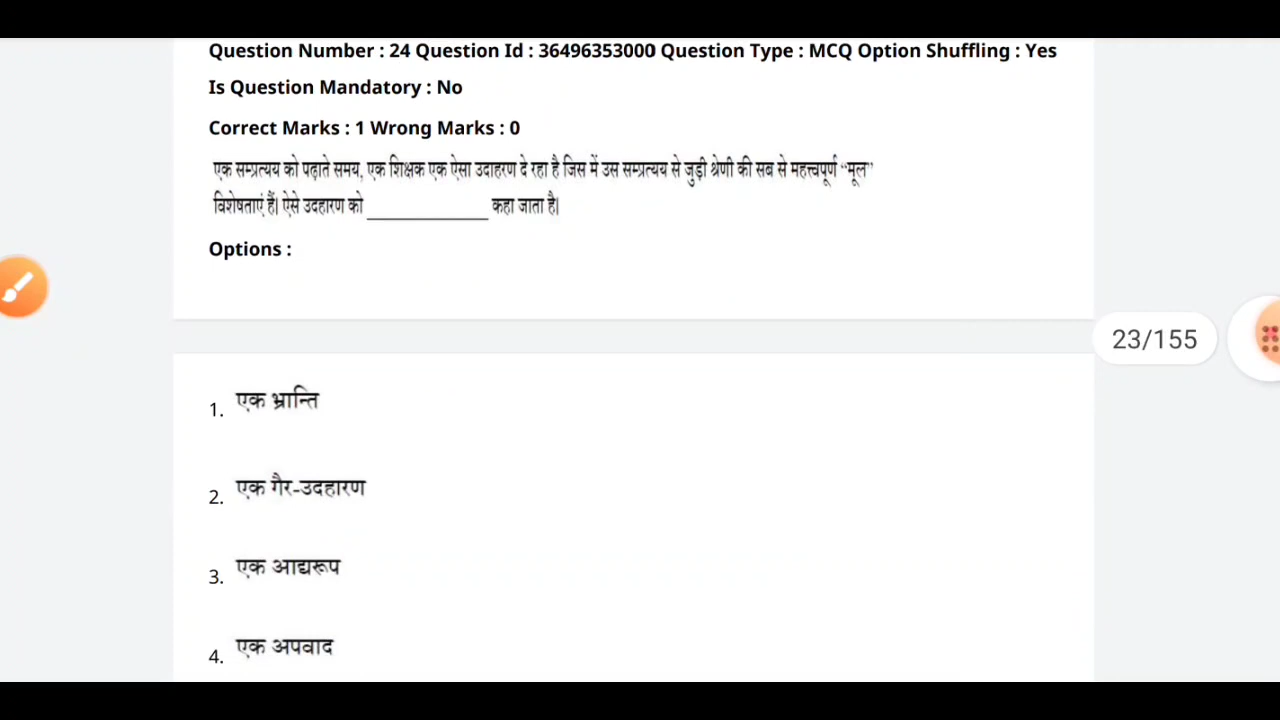 Question Number : 24 Question Id : 36496353000 Question Type : MCQ Option Shuffling : Yes
Is Question Mandatory : No
Correct Marks : 1 Wrong Marks : 0
एक सम्प्रत्यय को पढ़ाते समय, एक शिक्षक एक ऐसा उदाहरण दे रहा है जिस में उस सम्प्रत्यय से जुड़ी श्रेणी की सब से महत्त्वपूर्ण “मूल”
विशेषताएं हैं। ऐसे उदहारण को ____________ कहा जाता है।
Options :
23/155
1. एक भ्रान्ति
2. एक गैर-उदहारण
3. एक आद्यरूप
4. एक अपवाद